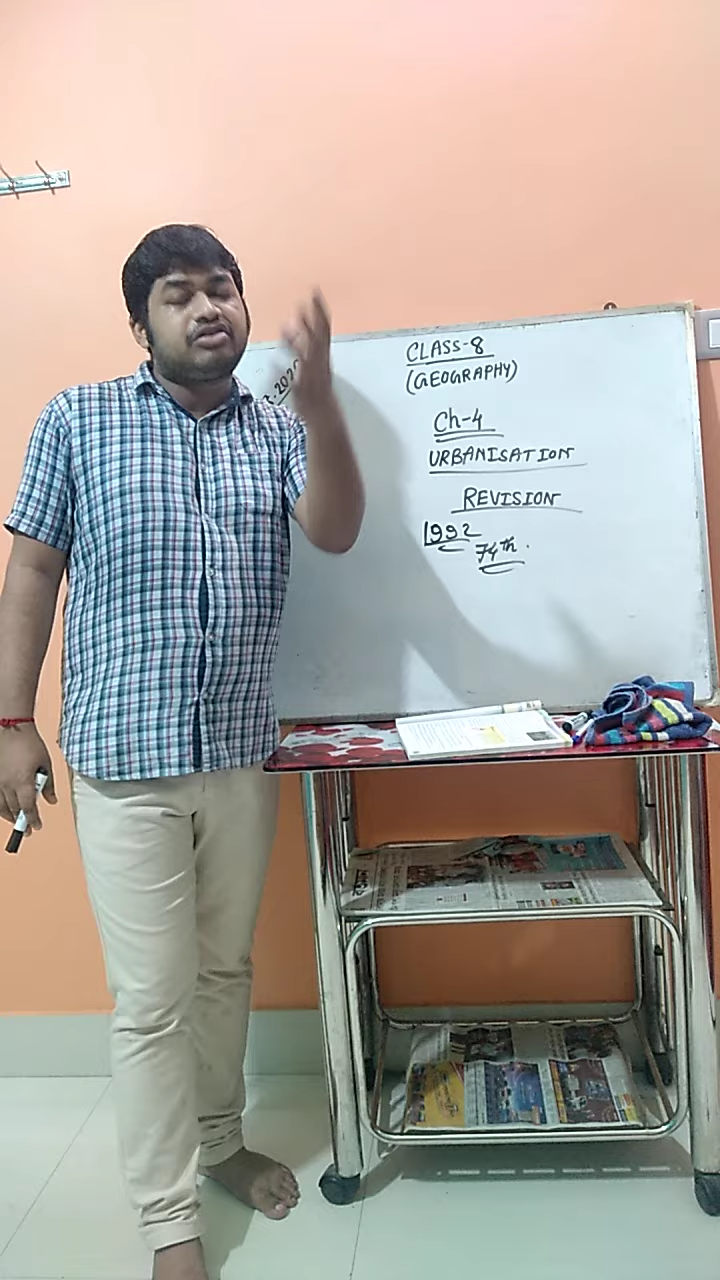 CLASS-8
(GEOGRAPHY)
Ch-4
URBANISATION
REVISION
1992
74th.